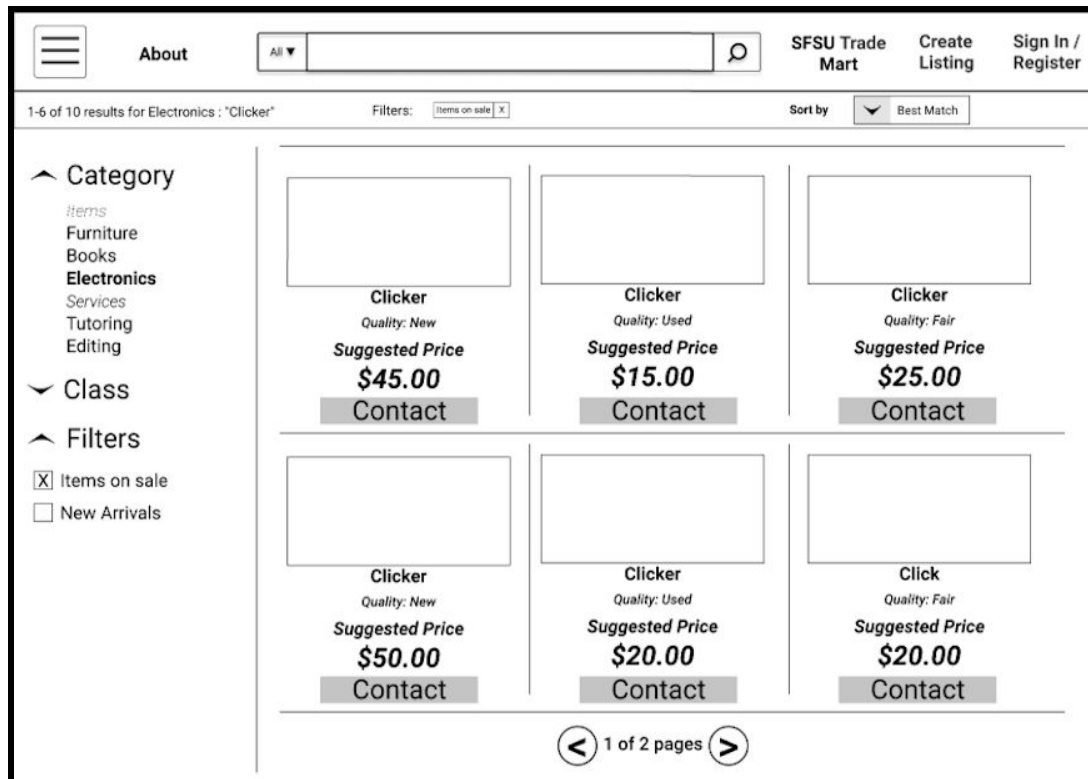 About
All ▼
SFSU Trade
Mart
Create
Listing
Sign In /
Register
1-6 of 10 results for Electronics : "Clicker"
Filters:
Items on sale X
Sort by
Best Match
Category
Items
Furniture
Books
Electronics
Services
Tutoring
Editing
Class
Filters
X Items on sale
New Arrivals
Clicker
Quality: New
Suggested Price
$45.00
Contact
Clicker
Quality: Used
Suggested Price
$15.00
Contact
Clicker
Quality: Fair
Suggested Price
$25.00
Contact
Clicker
Quality: New
Suggested Price
$50.00
Contact
Clicker
Quality: Used
Suggested Price
$20.00
Contact
Click
Quality: Fair
Suggested Price
$20.00
Contact
< 1 of 2 pages >